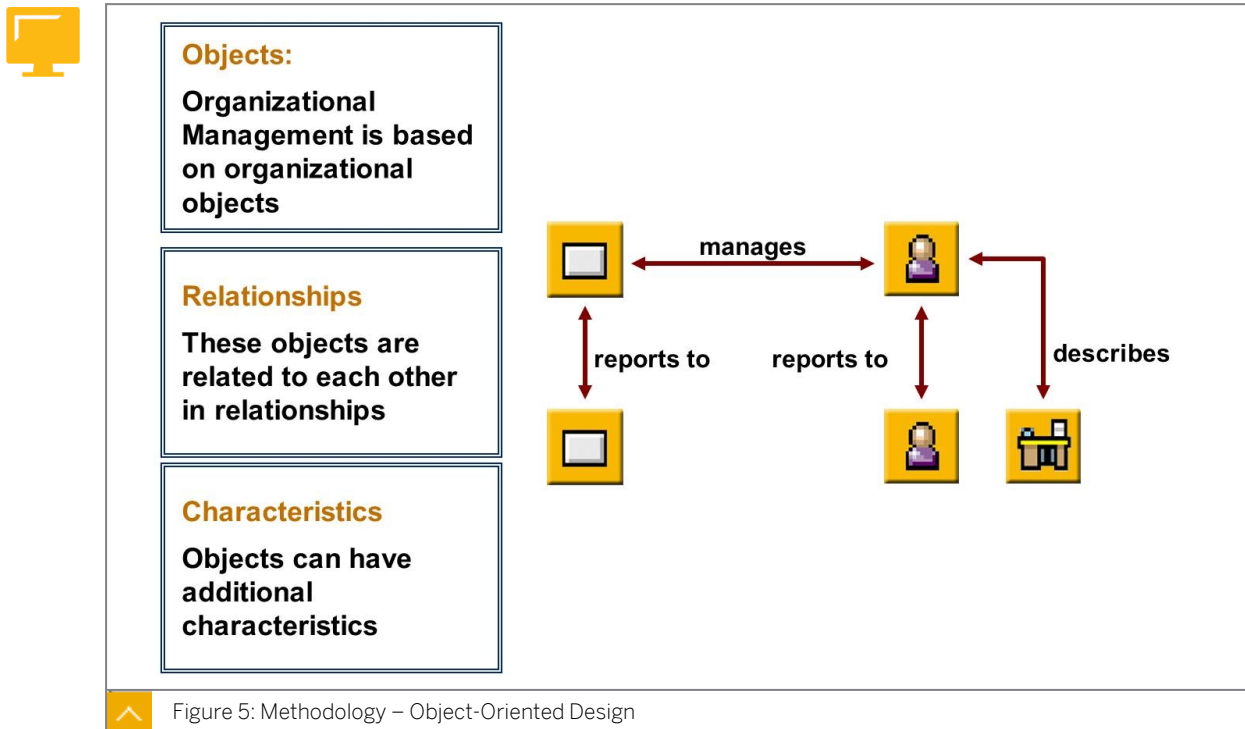 Objects:
Organizational
Management is based
on organizational
objects
Relationships
These objects are
related to each other
in relationships
Characteristics
Objects can have
additional
characteristics
manages
reports to
reports to
describes
Figure 5: Methodology – Object-Oriented Design